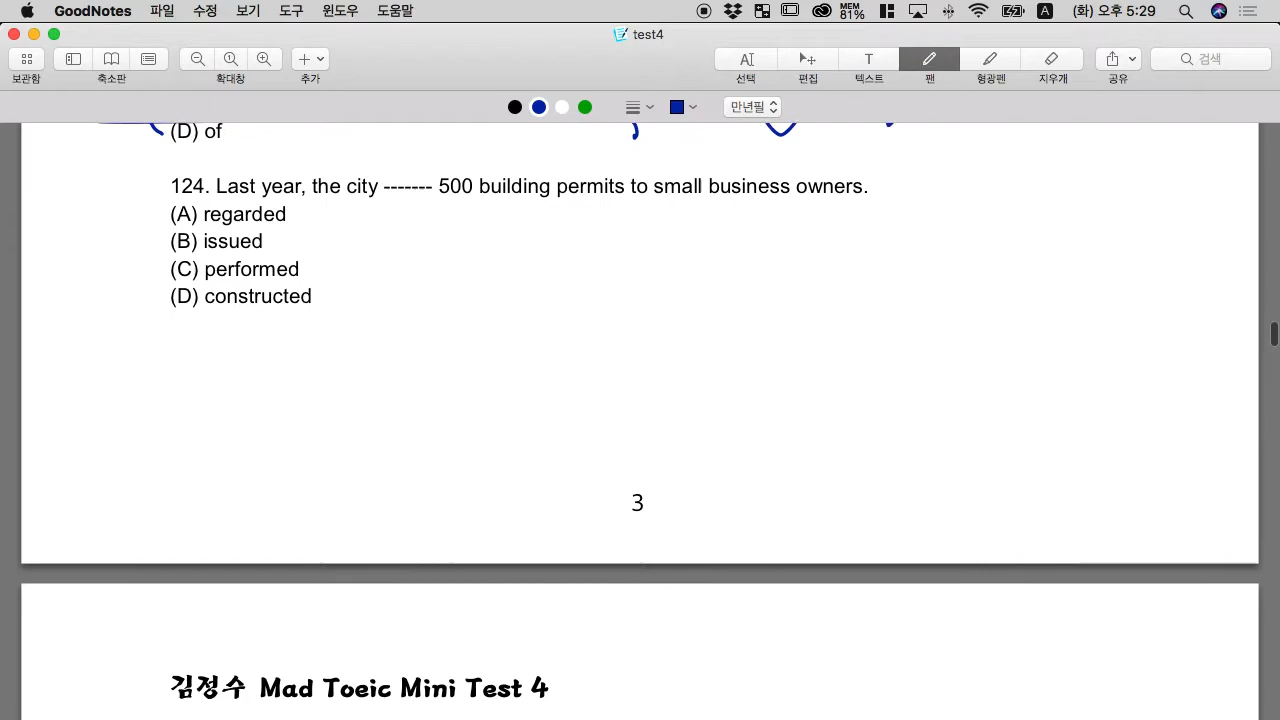 GoodNotes 파일 수정 보기 도구 윈도우 도움말 MEM 81% A (화) 오후 5:29
test4
보관함 축소판 확대창 추가 선택 편집 텍스트 펜 형광펜 지우개 공유 검색
만년필
(D) of
124. Last year, the city ------- 500 building permits to small business owners.
(A) regarded
(B) issued
(C) performed
(D) constructed
3
김정수 Mad Toeic Mini Test 4